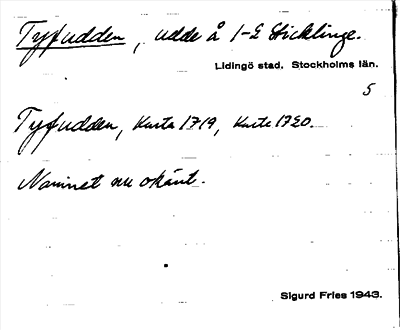 Tyfudden, udde å 1-2 Sticklinge.
Lidingö stad, Stockholms län.
5
Tyfudden, Karta 1719, Karta 1720.
Namnet nu okänt.
Sigurd Fries 1943.